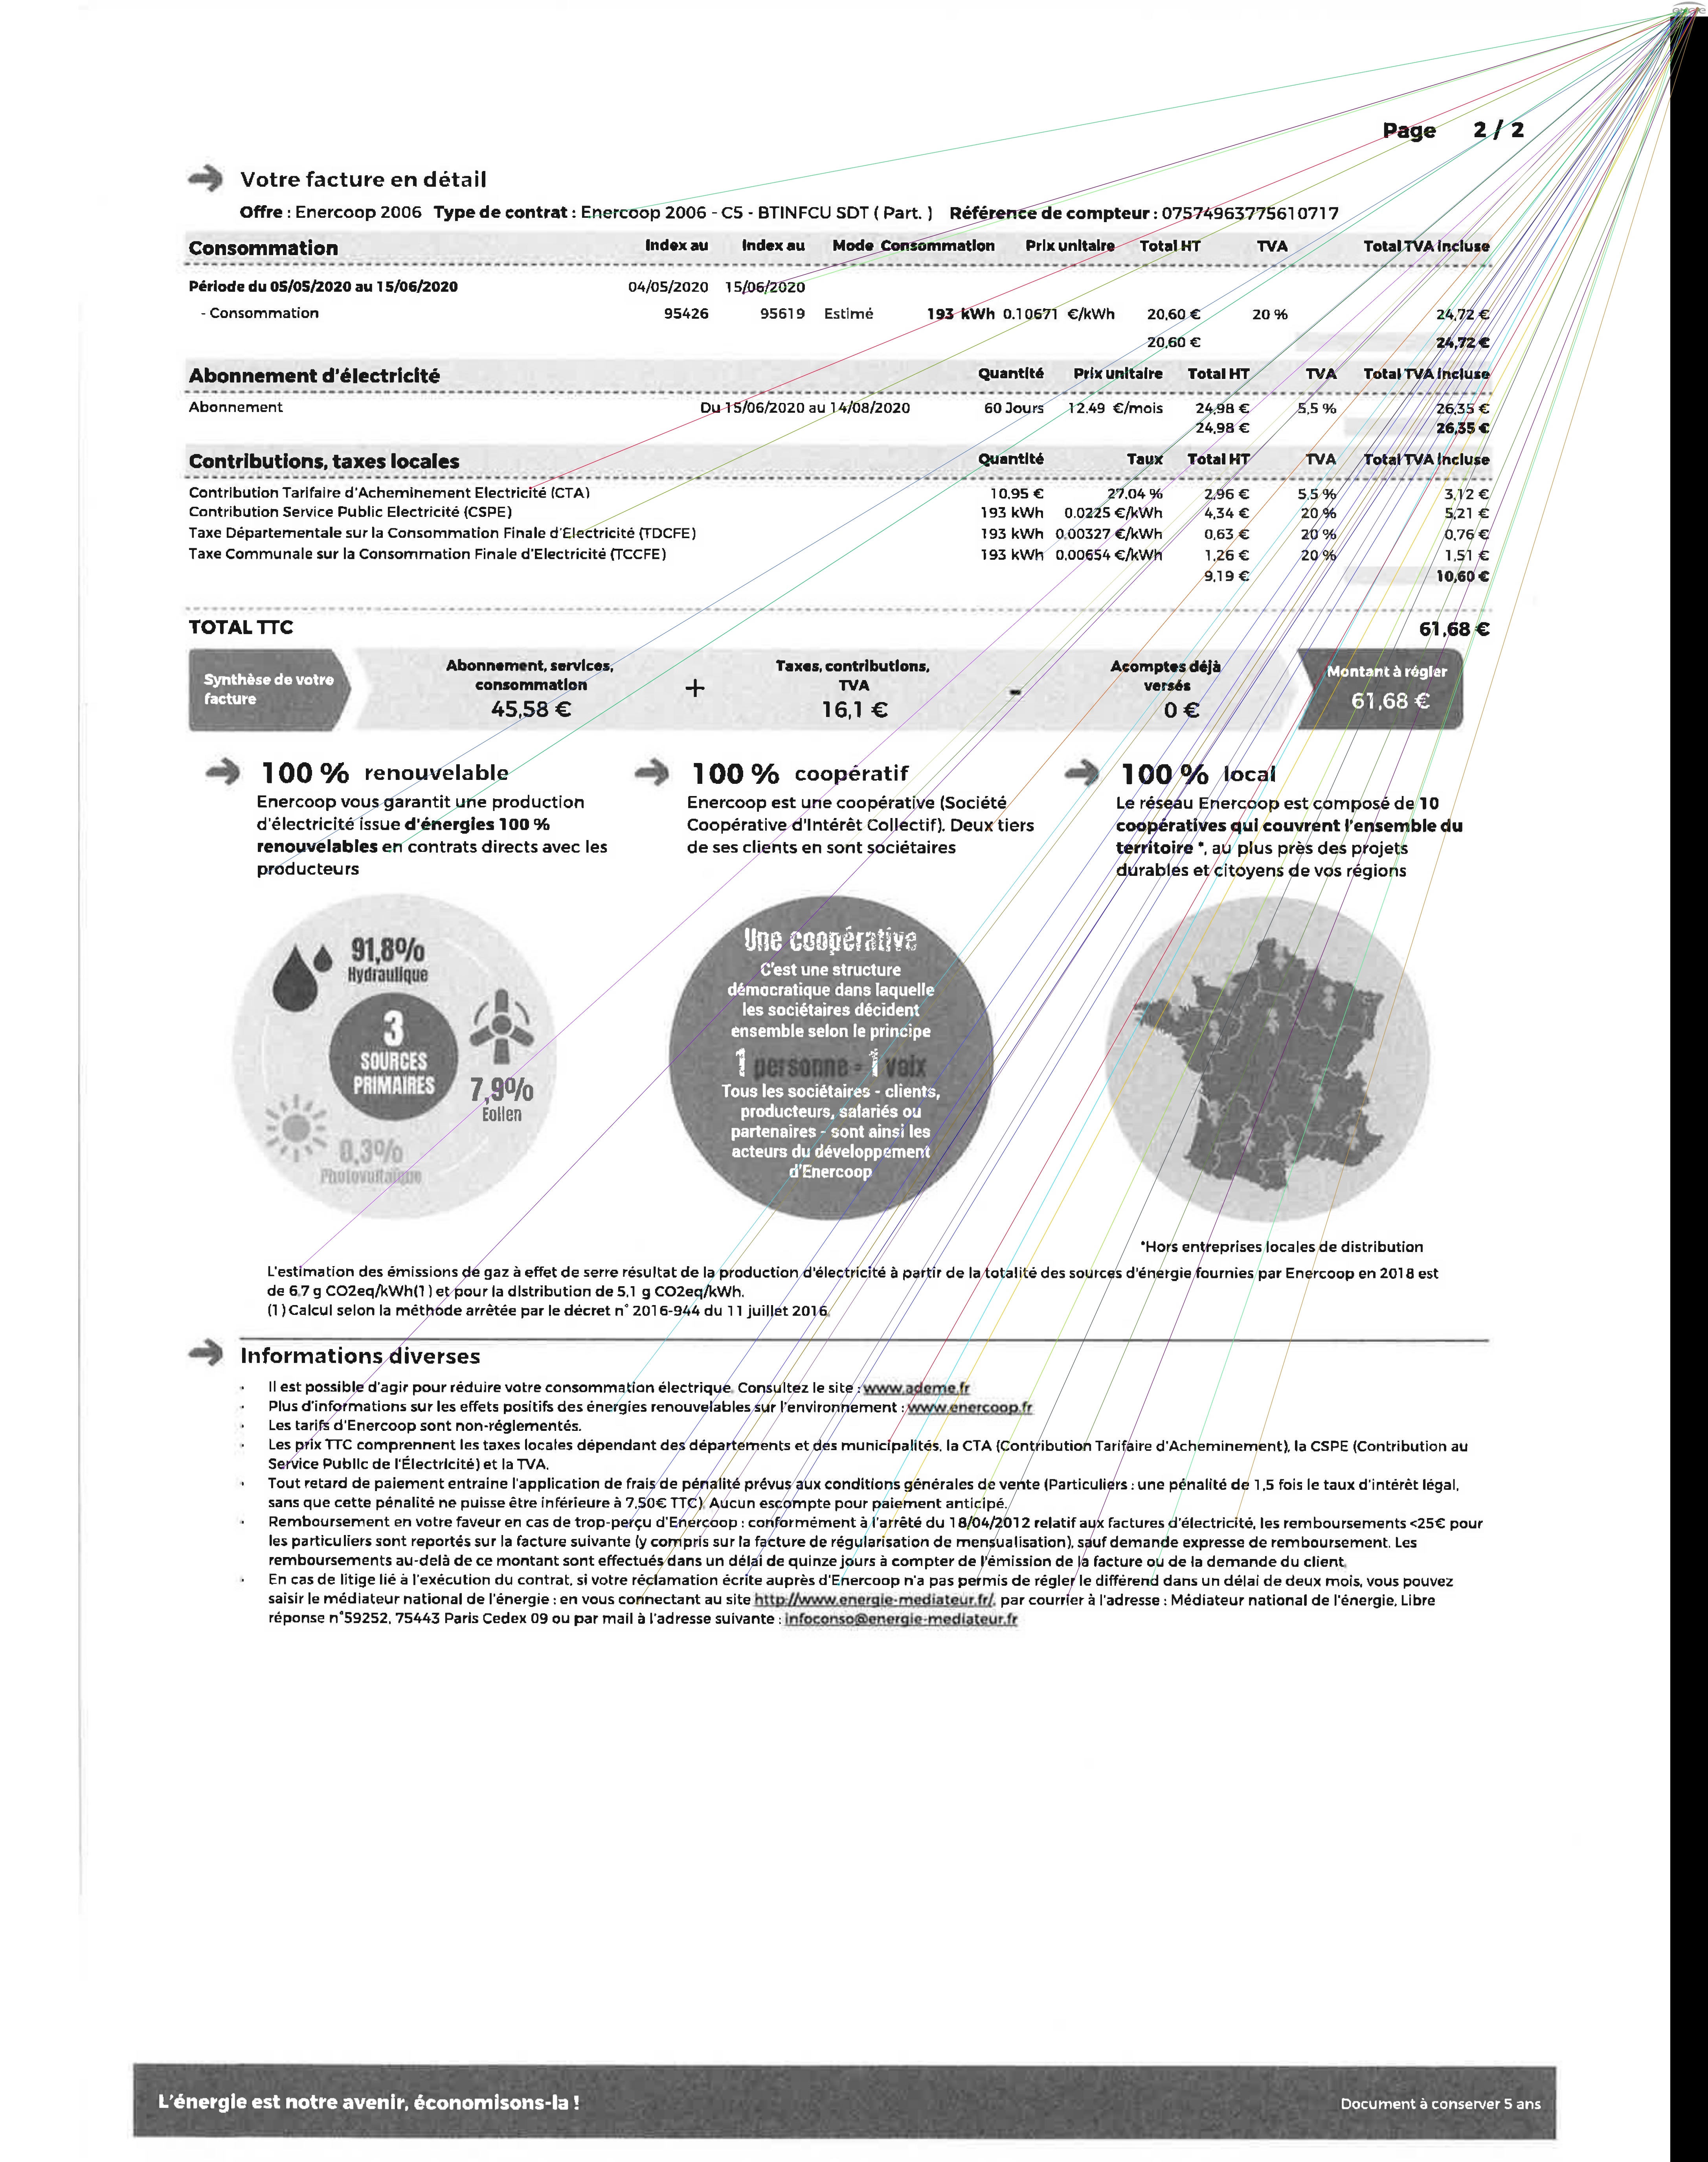 Page 2 / 2
Votre facture en détail
Offre : Enercoop 2006 Type de contrat : Enercoop 2006 - C5 - BTINFCU SDT ( Part. ) Référence de compteur : 07574963775610717
Consommation Index au Index au Mode Consommation Prix unitaire Total HT TVA Total TVA incluse
Période du 05/05/2020 au 15/06/2020 04/05/2020 15/06/2020
- Consommation 95426 95619 Estimé 193 kWh 0.10671 €/kWh 20,60 € 20 % 24,72 €
20,60 € 24,72 €
Abonnement d'électricité Quantité Prix unitaire Total HT TVA Total TVA incluse
Abonnement Du 15/06/2020 au 14/08/2020 60 Jours 12.49 €/mois 24,98 € 5,5 % 26,35 €
24,98 € 26,35 €
Contributions, taxes locales Quantité Taux Total HT TVA Total TVA incluse
Contribution Tarifaire d'Acheminement Electricité (CTA) 10.95 € 27.04 % 2,96 € 5.5 % 3,12 €
Contribution Service Public Electricité (CSPE) 193 kWh 0.0225 €/kWh 4,34 € 20 % 5,21 €
Taxe Départementale sur la Consommation Finale d'Electricité (TDCFE) 193 kWh 0.00327 €/kWh 0,63 € 20 % 0,76 €
Taxe Communale sur la Consommation Finale d'Electricité (TCCFE) 193 kWh 0.00654 €/kWh 1,26 € 20 % 1,51 €
9,19 € 10,60 €
TOTAL TTC 61,68 €
Synthèse de votre facture
Abonnement, services, consommation
45,58 €
+
Taxes, contributions, TVA
16,1 €
-
Acomptes déjà versés
0 €
Montant à régler
61,68 €
100 % renouvelable
Enercoop vous garantit une production
d'électricité issue d'énergies 100 %
renouvelables en contrats directs avec les
producteurs
100 % coopératif
Enercoop est une coopérative (Société
Coopérative d'Intérêt Collectif). Deux tiers
de ses clients en sont sociétaires
100 % local
Le réseau Enercoop est composé de 10
coopératives qui couvrent l'ensemble du
territoire *, au plus près des projets
durables et citoyens de vos régions
91,8%
Hydraulique
3
SOURCES
PRIMAIRES
7,9%
Eolien
0,3%
Photovoltaïque
Une coopérative
C'est une structure
démocratique dans laquelle
les sociétaires décident
ensemble selon le principe
1 personne = 1 voix
Tous les sociétaires - clients,
producteurs, salariés ou
partenaires - sont ainsi les
acteurs du développement
d'Enercoop
*Hors entreprises locales de distribution
L'estimation des émissions de gaz à effet de serre résultat de la production d'électricité à partir de la totalité des sources d'énergie fournies par Enercoop en 2018 est
de 6,7 g CO2eq/kWh(1) et pour la distribution de 5,1 g CO2eq/kWh.
(1) Calcul selon la méthode arrêtée par le décret n° 2016-944 du 11 juillet 2016.
Informations diverses
- Il est possible d'agir pour réduire votre consommation électrique. Consultez le site : www.ademe.fr
- Plus d'informations sur les effets positifs des énergies renouvelables sur l'environnement : www.enercoop.fr
- Les tarifs d'Enercoop sont non-réglementés.
- Les prix TTC comprennent les taxes locales dépendant des départements et des municipalités, la CTA (Contribution Tarifaire d'Acheminement), la CSPE (Contribution au
Service Public de l'Électricité) et la TVA.
- Tout retard de paiement entraine l'application de frais de pénalité prévus aux conditions générales de vente (Particuliers : une pénalité de 1,5 fois le taux d'intérêt légal,
sans que cette pénalité ne puisse être inférieure à 7,50€ TTC). Aucun escompte pour paiement anticipé.
- Remboursement en votre faveur en cas de trop-perçu d'Enercoop : conformément à l'arrêté du 18/04/2012 relatif aux factures d'électricité, les remboursements <25€ pour
les particuliers sont reportés sur la facture suivante (y compris sur la facture de régularisation de mensualisation), sauf demande expresse de remboursement. Les
remboursements au-delà de ce montant sont effectués dans un délai de quinze jours à compter de l'émission de la facture ou de la demande du client.
- En cas de litige lié à l'exécution du contrat, si votre réclamation écrite auprès d'Enercoop n'a pas permis de régler le différend dans un délai de deux mois, vous pouvez
saisir le médiateur national de l'énergie : en vous connectant au site http://www.energie-mediateur.fr/, par courrier à l'adresse : Médiateur national de l'énergie, Libre
réponse n°59252, 75443 Paris Cedex 09 ou par mail à l'adresse suivante : infoconso@energie-mediateur.fr
L'énergie est notre avenir, économisons-la !
Document à conserver 5 ans